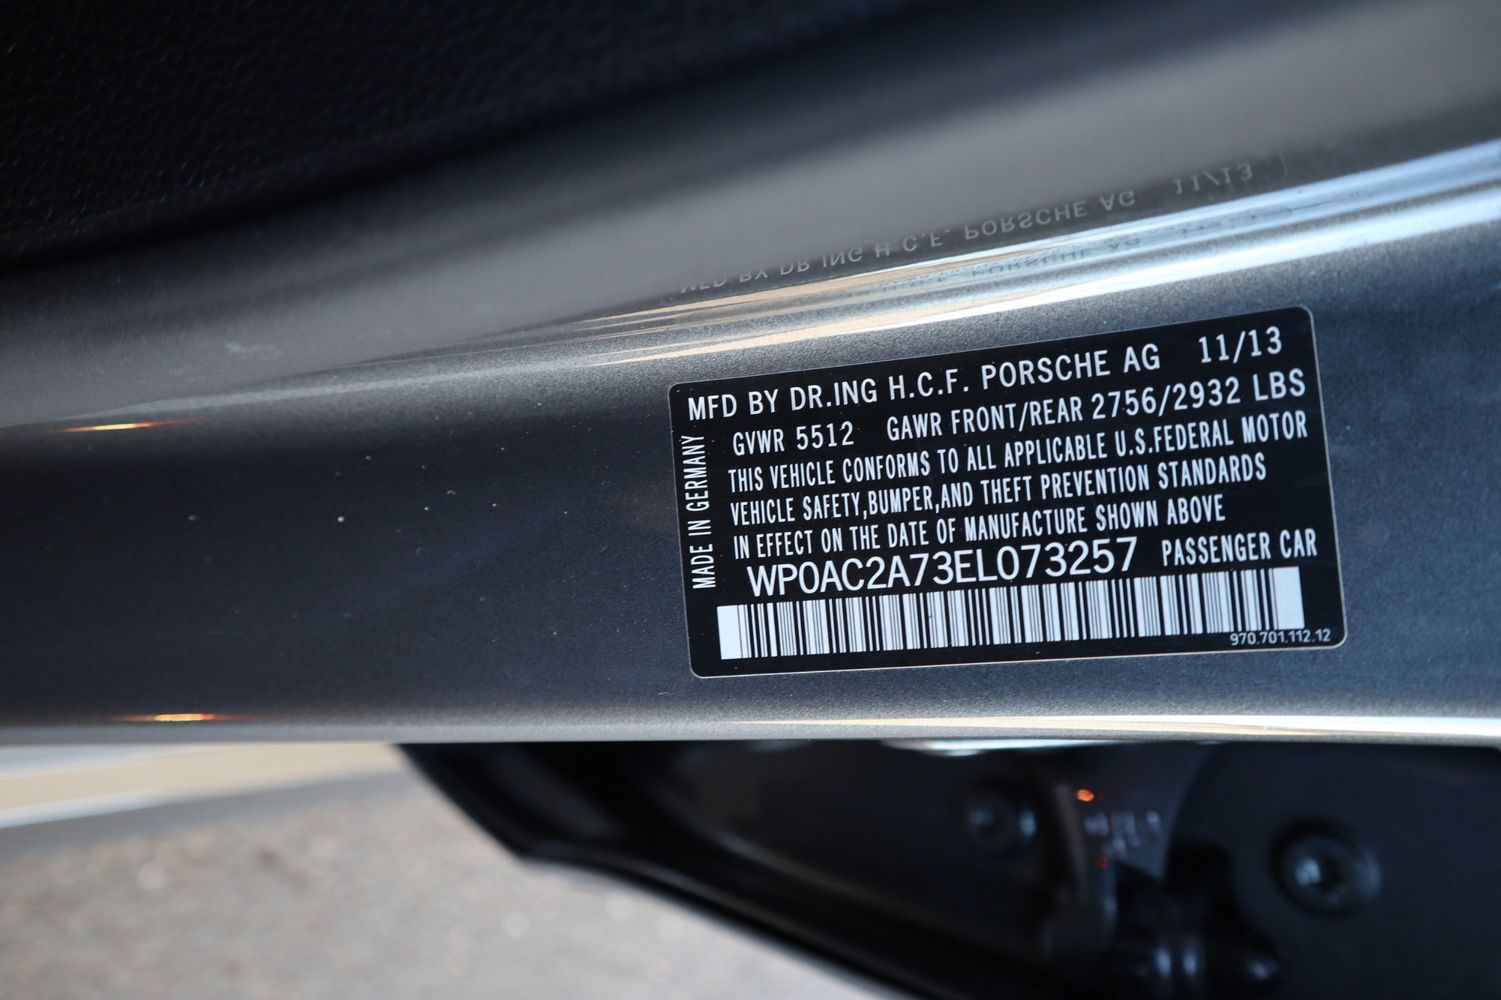 MFD BY DR.ING H.C.F. PORSCHE AG 11/13
GVWR 5512 GAWR FRONT/REAR 2756/2932 LBS
THIS VEHICLE CONFORMS TO ALL APPLICABLE U.S.FEDERAL MOTOR
VEHICLE SAFETY,BUMPER,AND THEFT PREVENTION STANDARDS
IN EFFECT ON THE DATE OF MANUFACTURE SHOWN ABOVE
WP0AC2A73EL073257 PASSENGER CAR
970.701.112.12
MADE IN GERMANY